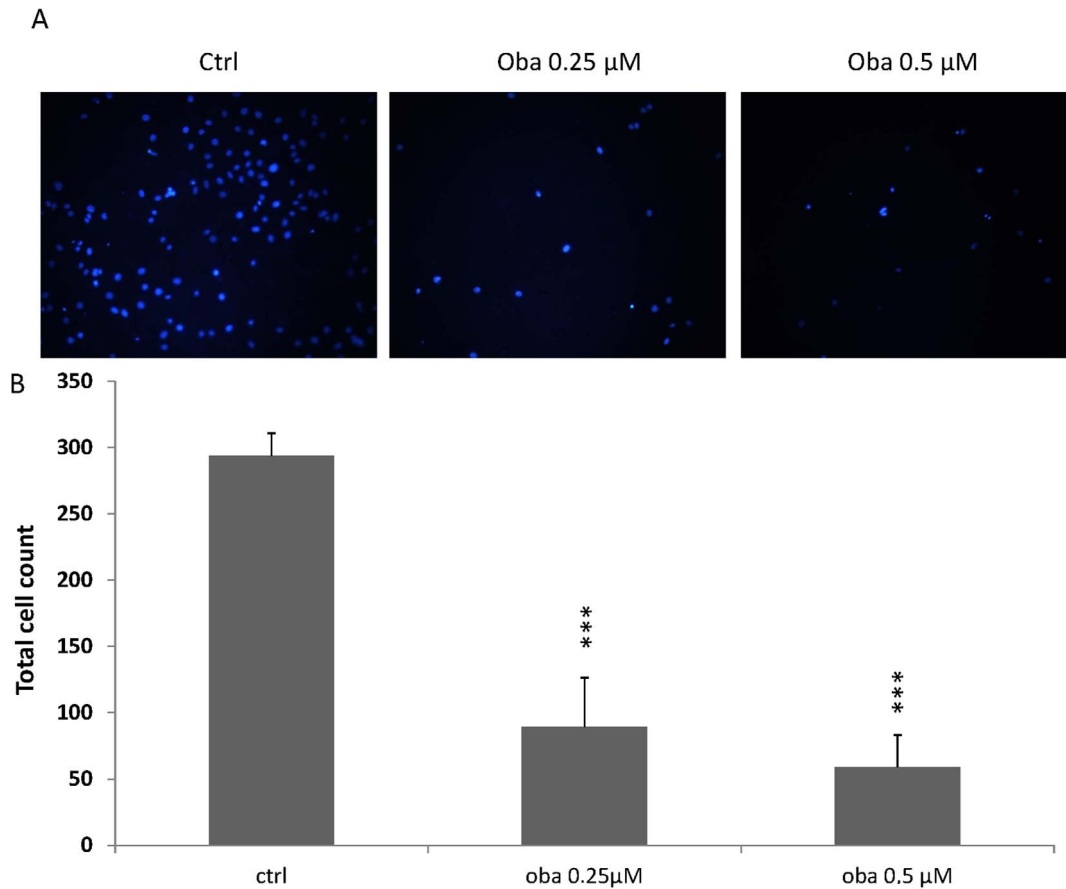 A
Ctrl
Oba 0.25 µM
Oba 0.5 µM
B
Total cell count
350
300
250
200
150
100
50
0
***
***
ctrl
oba 0.25µM
oba 0.5 µM